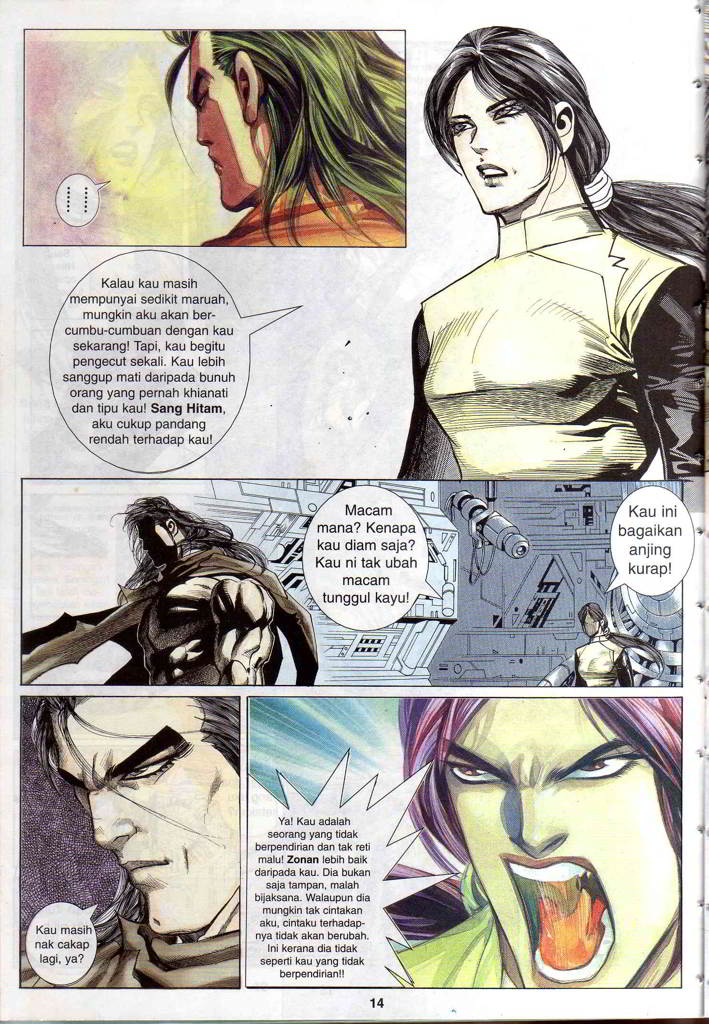 Kalau kau masih
mempunyai sedikit maruah,
mungkin aku akan ber-
cumbu-cumbuan dengan kau
sekarang! Tapi, kau begitu
pengecut sekali. Kau lebih
sanggup mati daripada bunuh
orang yang pernah khianati
dan tipu kau! Sang Hitam,
aku cukup pandang
rendah terhadap kau!
Macam
mana? Kenapa
kau diam saja?
Kau ni tak ubah
macam
tunggul kayu!
Kau ini
bagaikan
anjing
kurap!
Kau masih
nak cakap
lagi, ya?
Ya! Kau adalah
seorang yang tidak
berpendirian dan tak reti
malu! Zonan lebih baik
daripada kau. Dia bukan
saja tampan, malah
bijaksana. Walaupun dia
mungkin tak cintakan
aku, cintaku terhadap-
nya tidak akan berubah.
Ini kerana dia tidak
seperti kau yang tidak
berpendirian!!
14